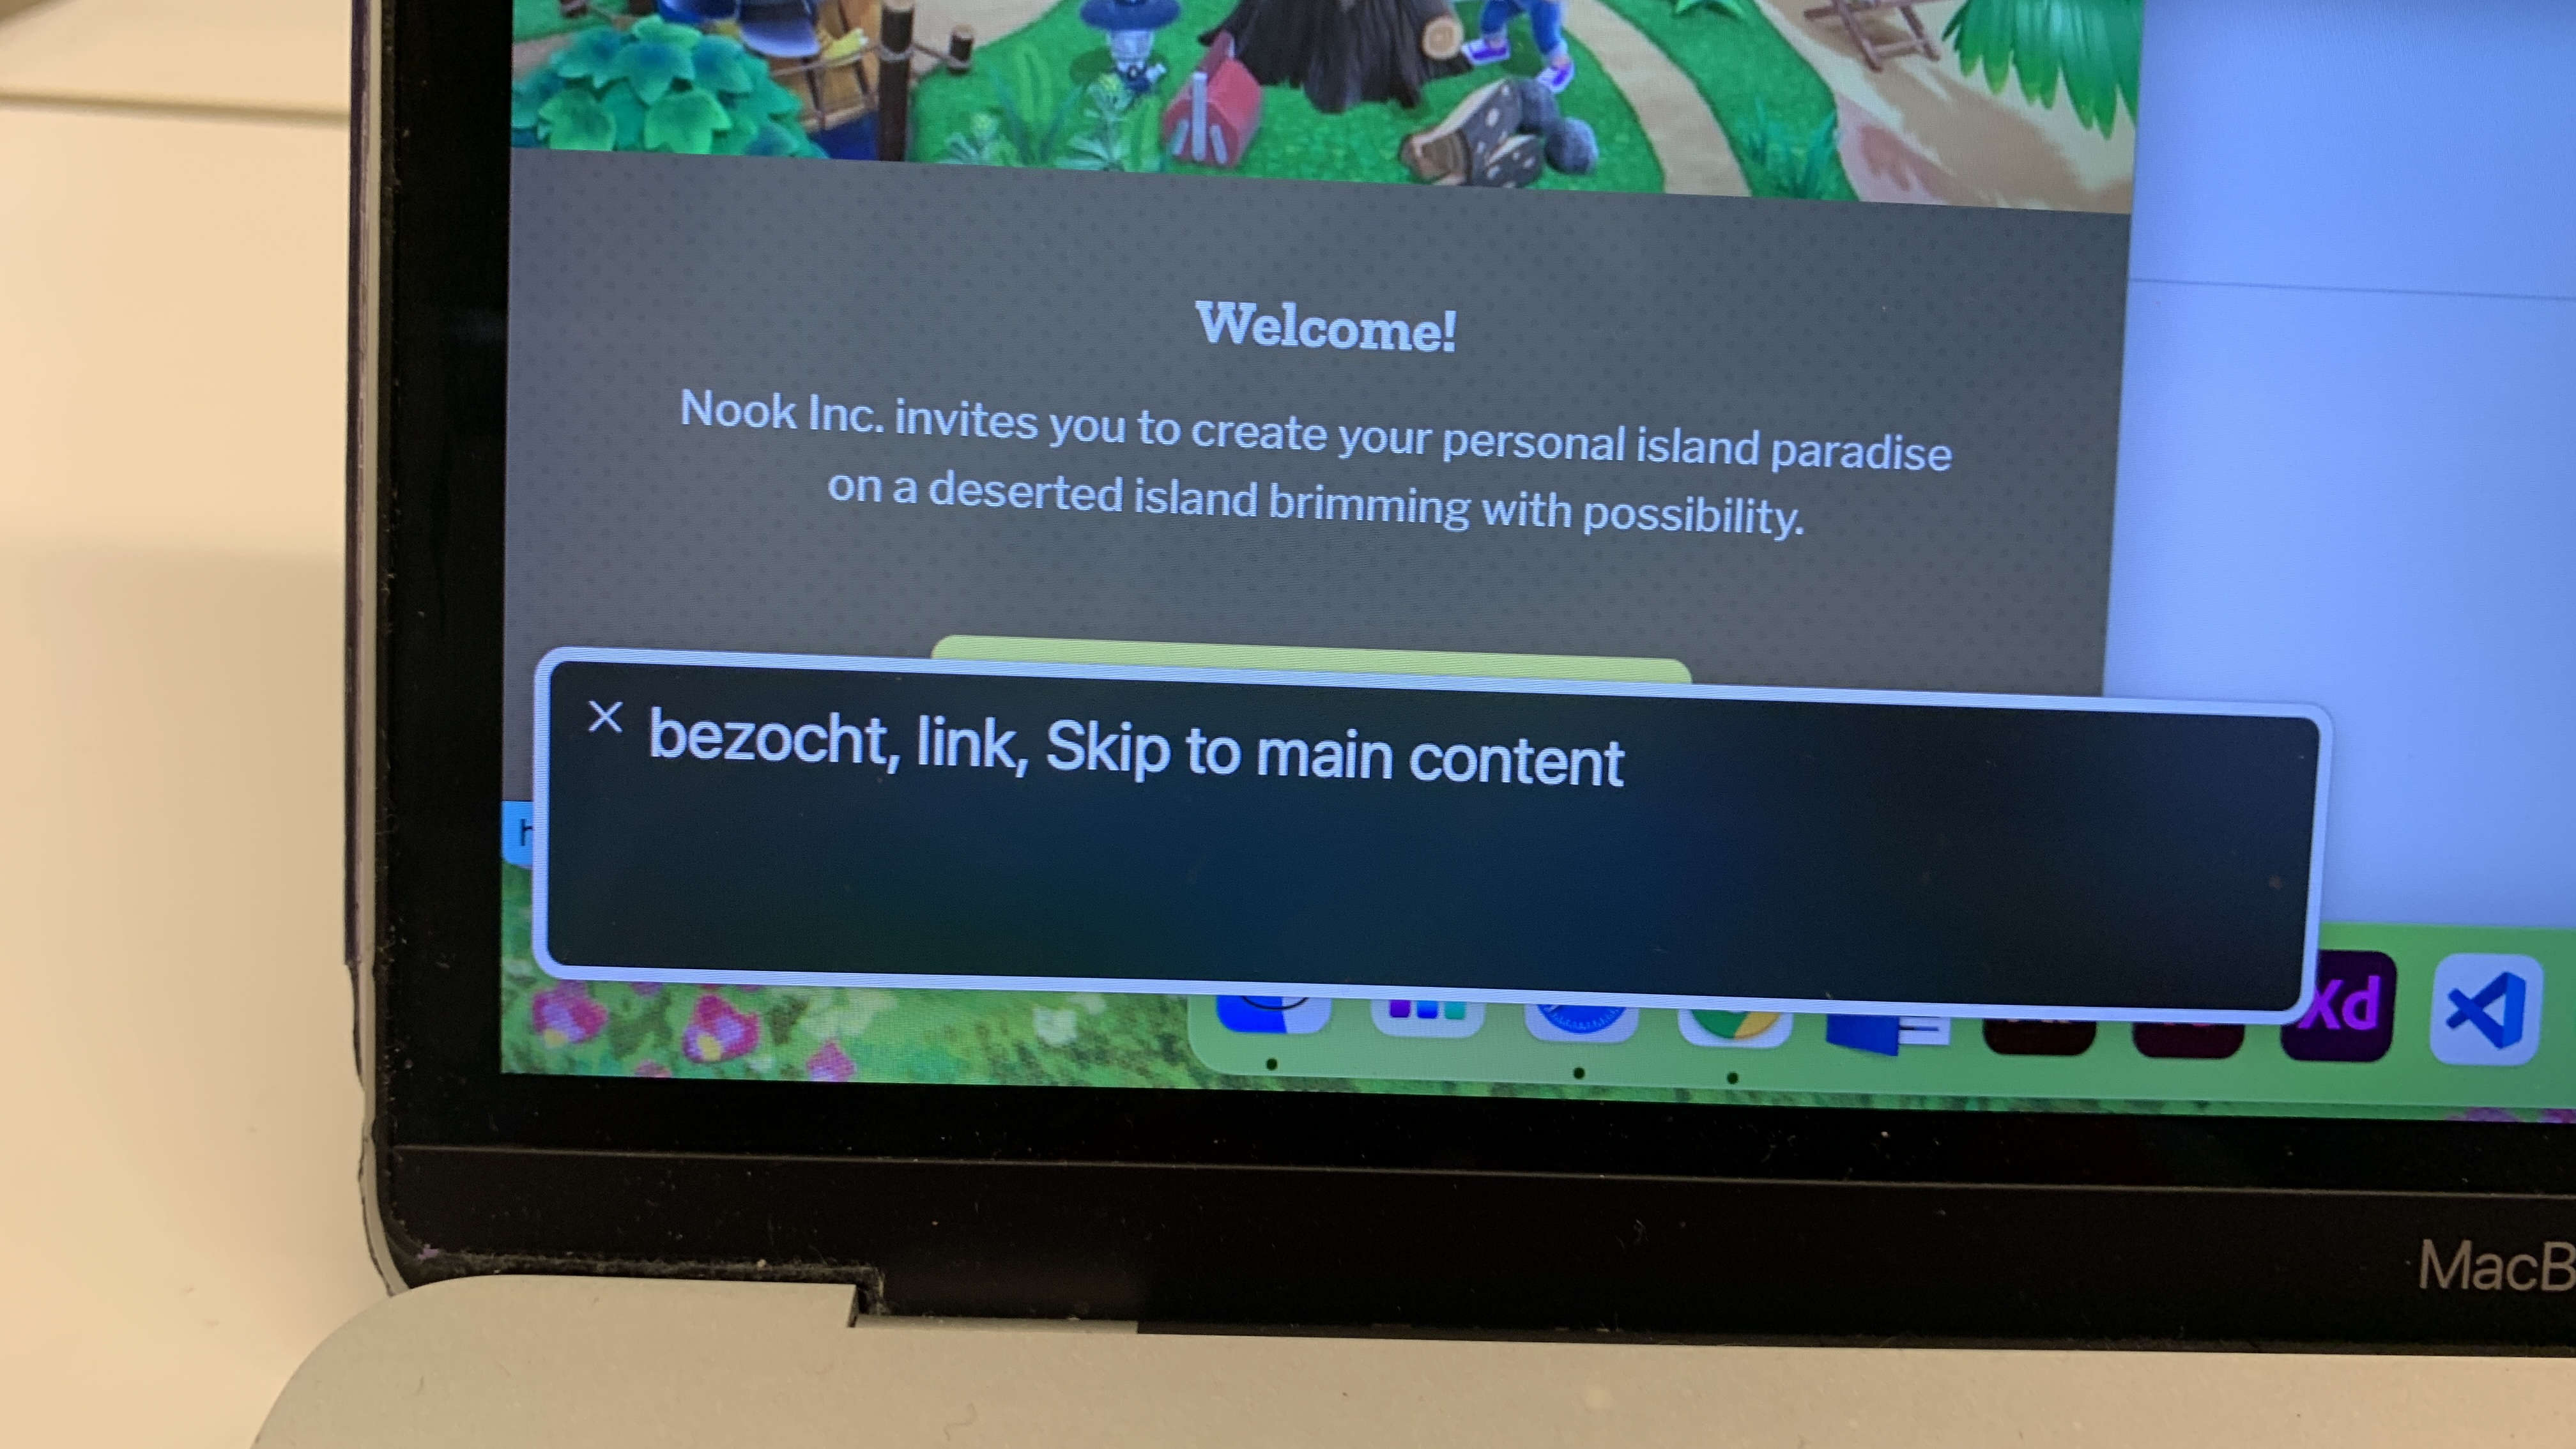 Welcome!
Nook Inc. invites you to create your personal island paradise
on a deserted island brimming with possibility.
× bezocht, link, Skip to main content
h
Xd
MacB